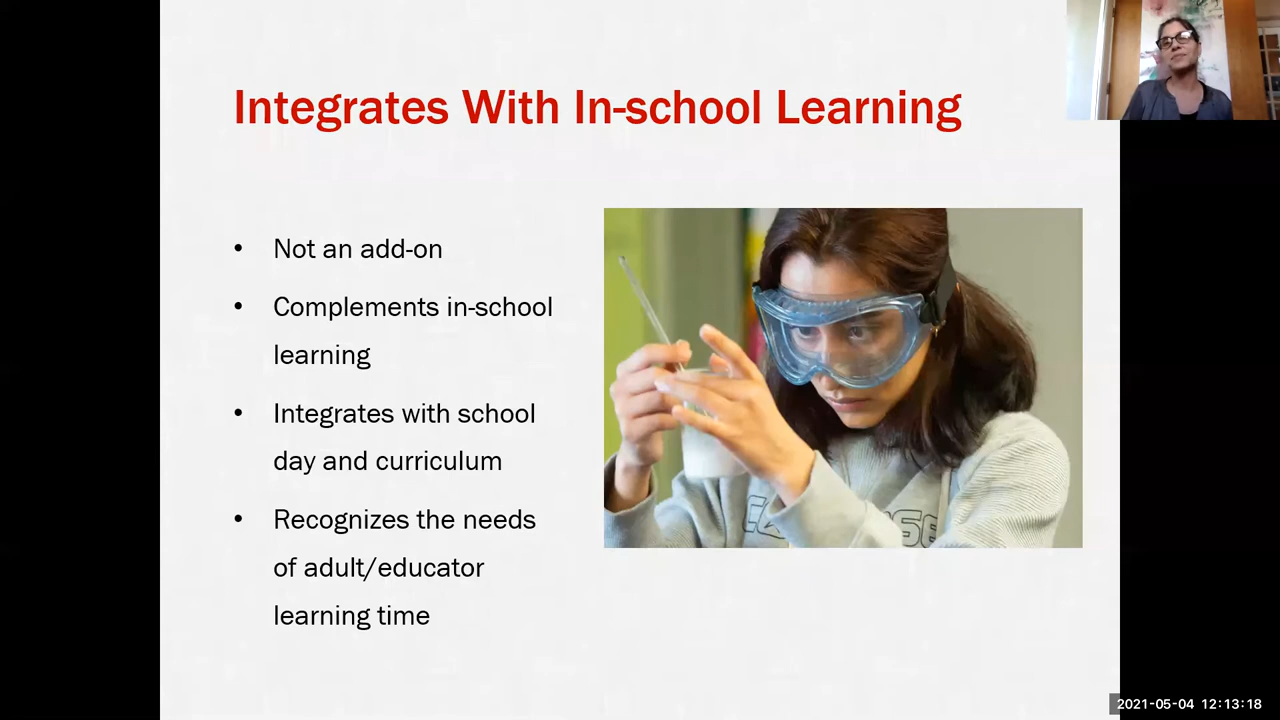 Integrates With In-school Learning
• Not an add-on
• Complements in-school
learning
• Integrates with school
day and curriculum
• Recognizes the needs
of adult/educator
learning time
2021-05-04 12:13:18